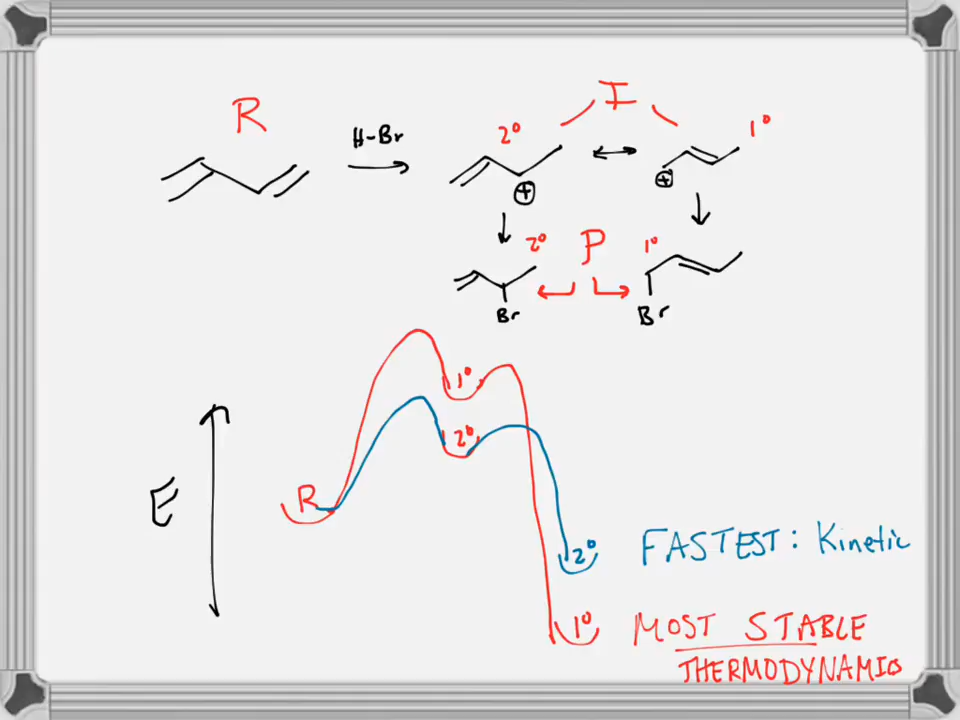 R
H-Br
2°
I
1°
⊕
⊕
2°
P
1°
Br
Br
1°
2°
R
E
2°
FASTEST: Kinetic
1°
MOST STABLE
THERMODYNAMIC